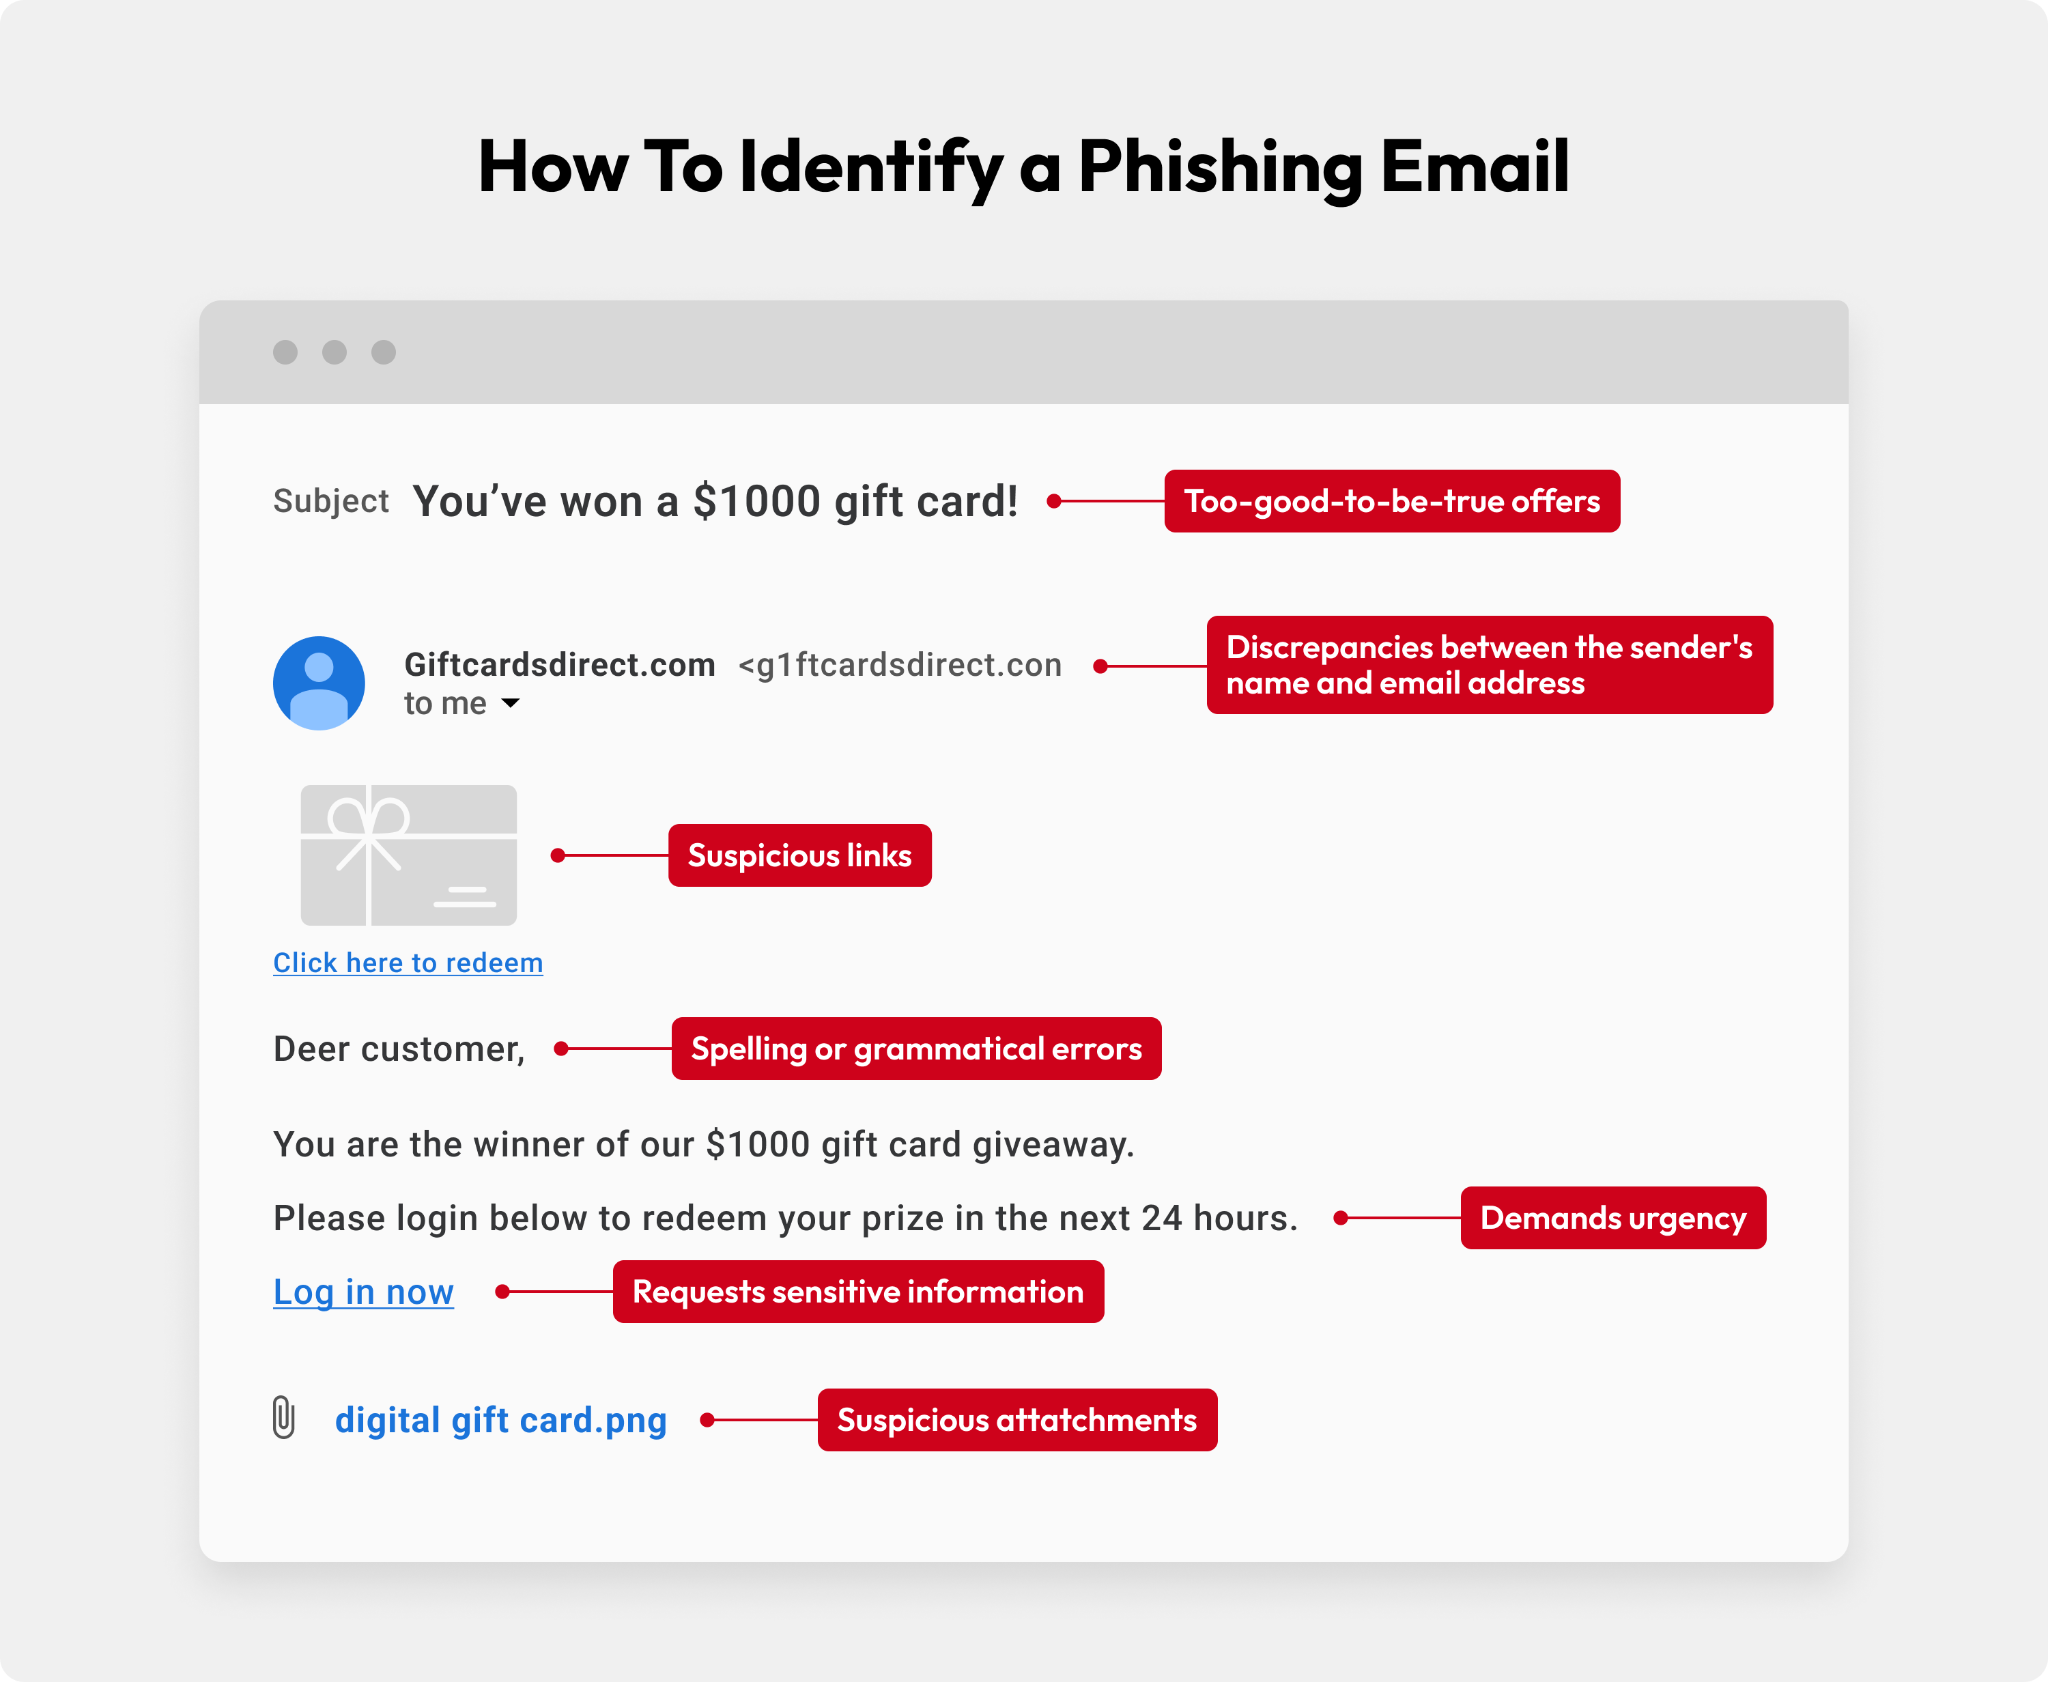 How To Identify a Phishing Email
Subject You’ve won a $1000 gift card!
Too-good-to-be-true offers
Giftcardsdirect.com <g1ftcardsdirect.con
to me
Discrepancies between the sender's
name and email address
Suspicious links
Click here to redeem
Deer customer,
Spelling or grammatical errors
You are the winner of our $1000 gift card giveaway.
Please login below to redeem your prize in the next 24 hours.
Demands urgency
Log in now
Requests sensitive information
digital gift card.png
Suspicious attatchments